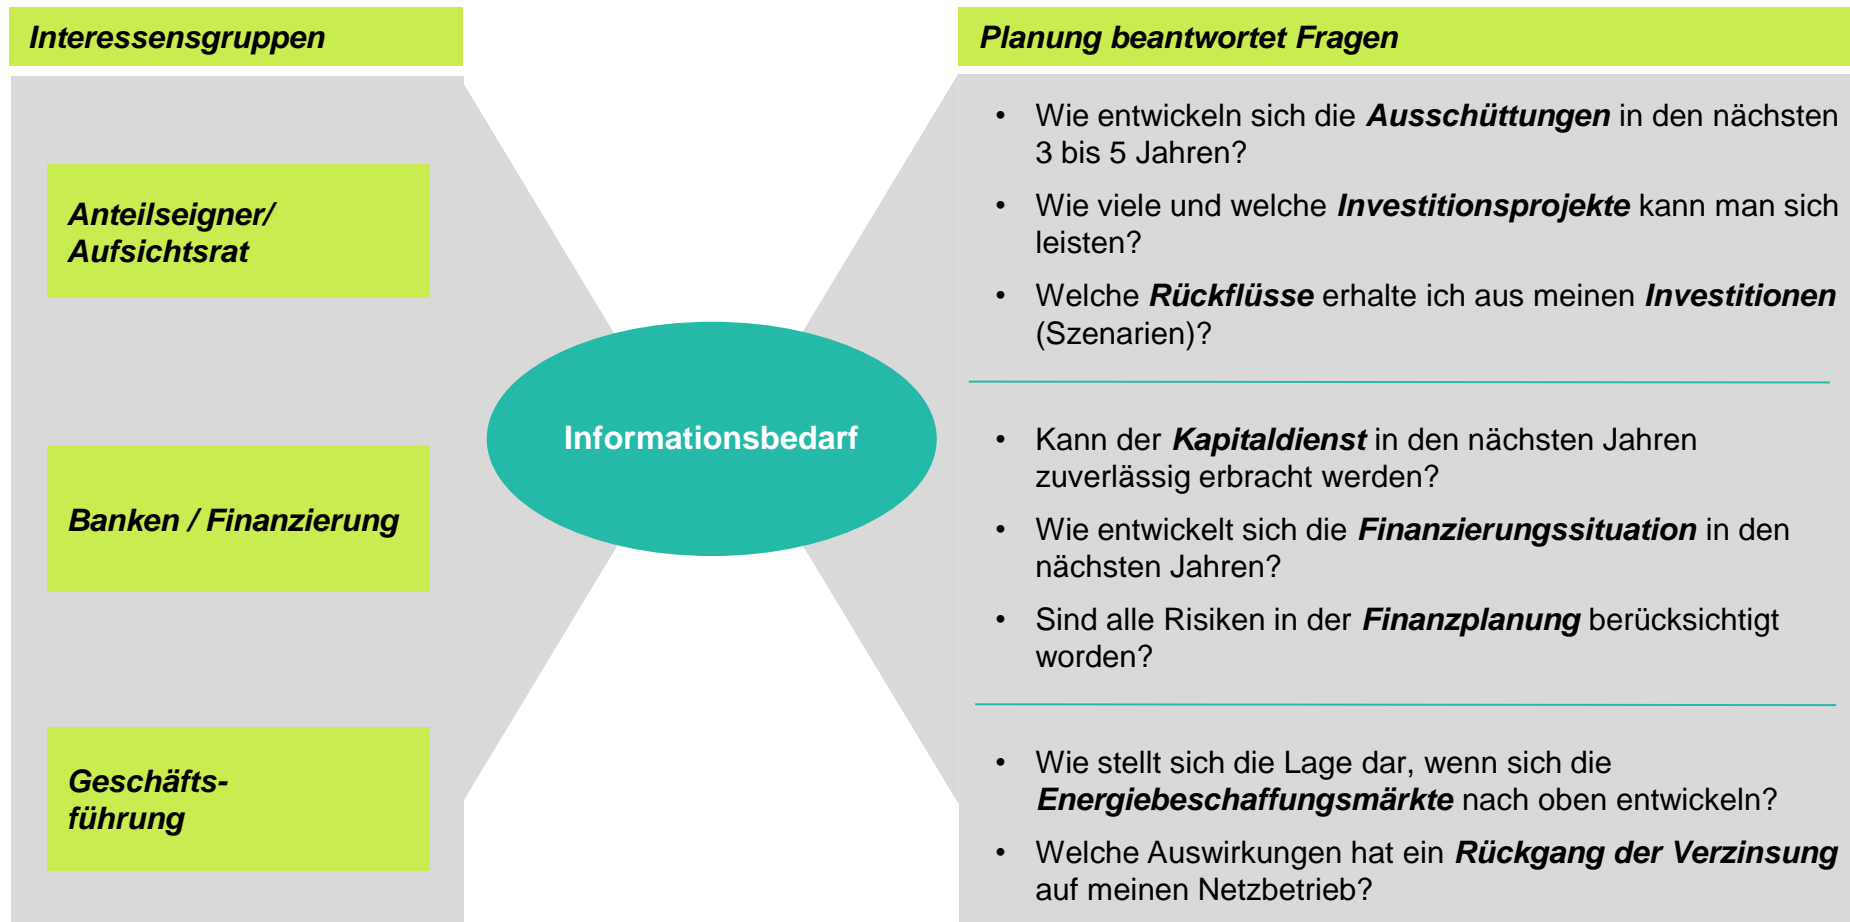 Interessensgruppen
Anteilseigner/
Aufsichtsrat
Banken / Finanzierung
Geschäfts-
führung
Informationsbedarf
Planung beantwortet Fragen
• Wie entwickeln sich die Ausschüttungen in den nächsten
3 bis 5 Jahren?
• Wie viele und welche Investitionsprojekte kann man sich
leisten?
• Welche Rückflüsse erhalte ich aus meinen Investitionen
(Szenarien)?
• Kann der Kapitaldienst in den nächsten Jahren
zuverlässig erbracht werden?
• Wie entwickelt sich die Finanzierungssituation in den
nächsten Jahren?
• Sind alle Risiken in der Finanzplanung berücksichtigt
worden?
• Wie stellt sich die Lage dar, wenn sich die
Energiebeschaffungsmärkte nach oben entwickeln?
• Welche Auswirkungen hat ein Rückgang der Verzinsung
auf meinen Netzbetrieb?